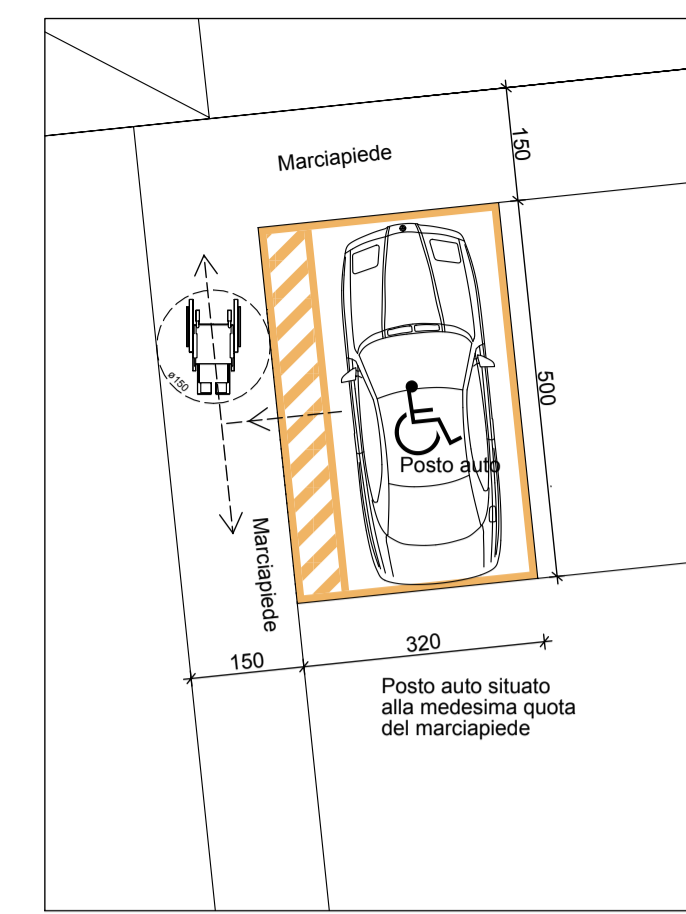 Marciapiede
150
ø150
500
Posto auto
Marciapiede
150
320
Posto auto situato
alla medesima quota
del marciapiede